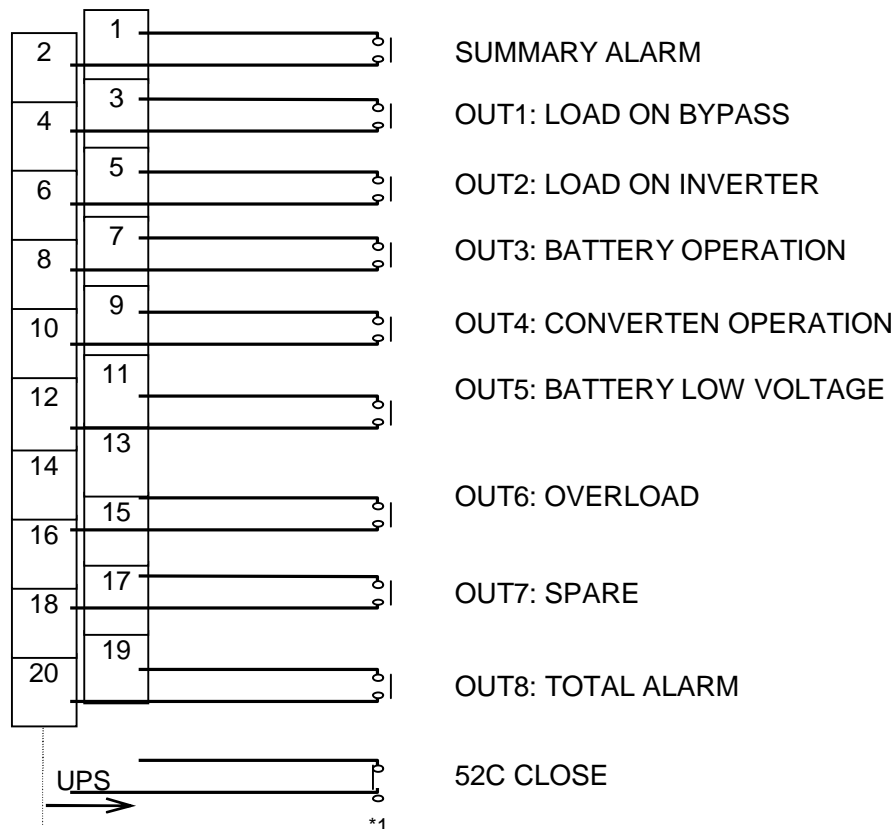 1
2
SUMMARY ALARM
3
4
OUT1: LOAD ON BYPASS
5
6
OUT2: LOAD ON INVERTER
7
8
OUT3: BATTERY OPERATION
9
10
OUT4: CONVERTEN OPERATION
11
12
OUT5: BATTERY LOW VOLTAGE
13
14
15
16
OUT6: OVERLOAD
17
18
OUT7: SPARE
19
20
OUT8: TOTAL ALARM
UPS
52C CLOSE
*1